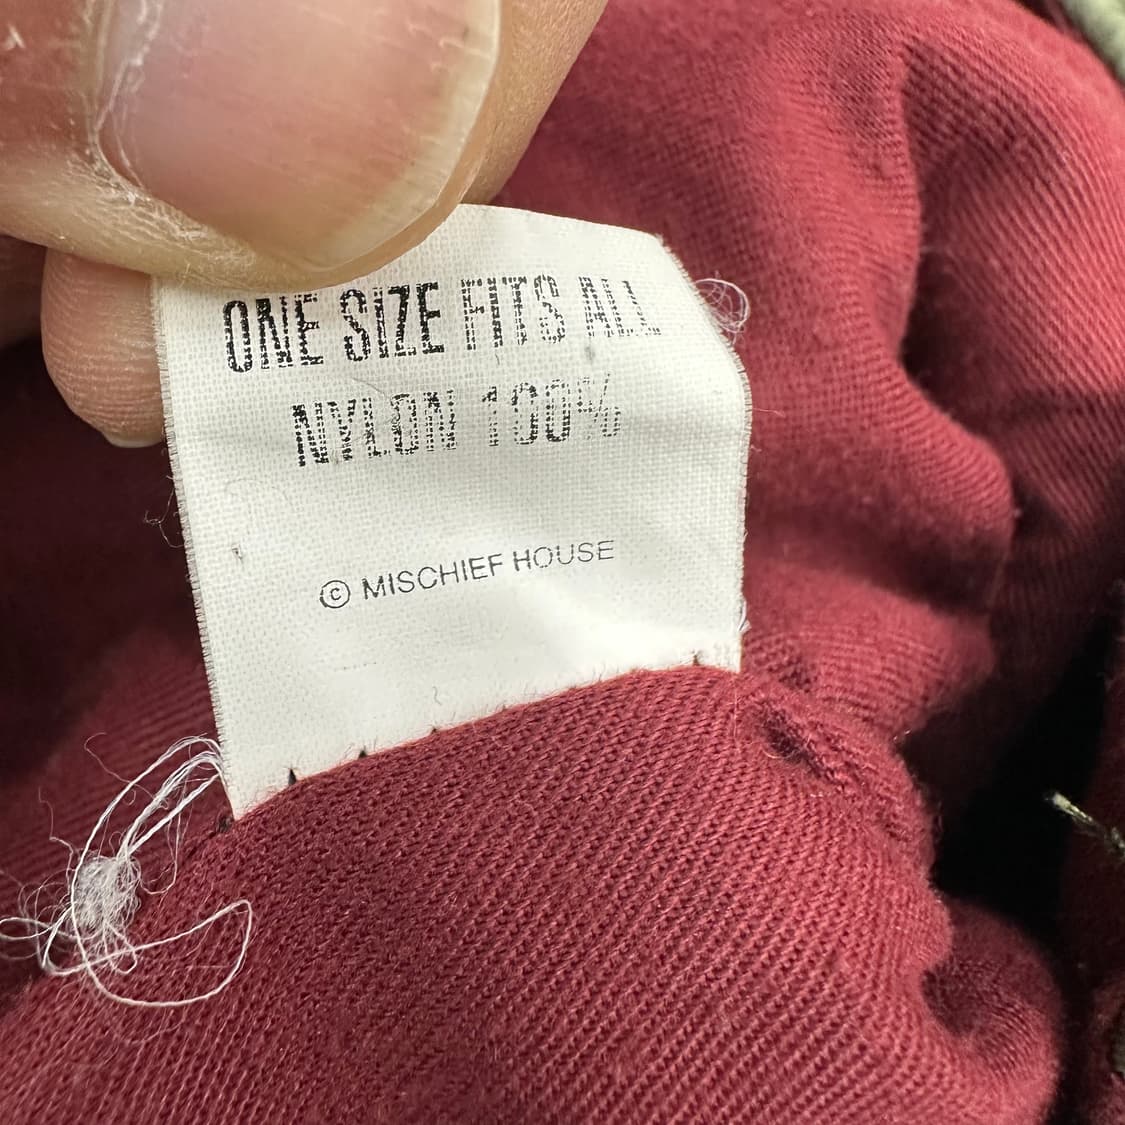 ONE SIZE FITS ALL
NYLON 100%
© MISCHIEF HOUSE